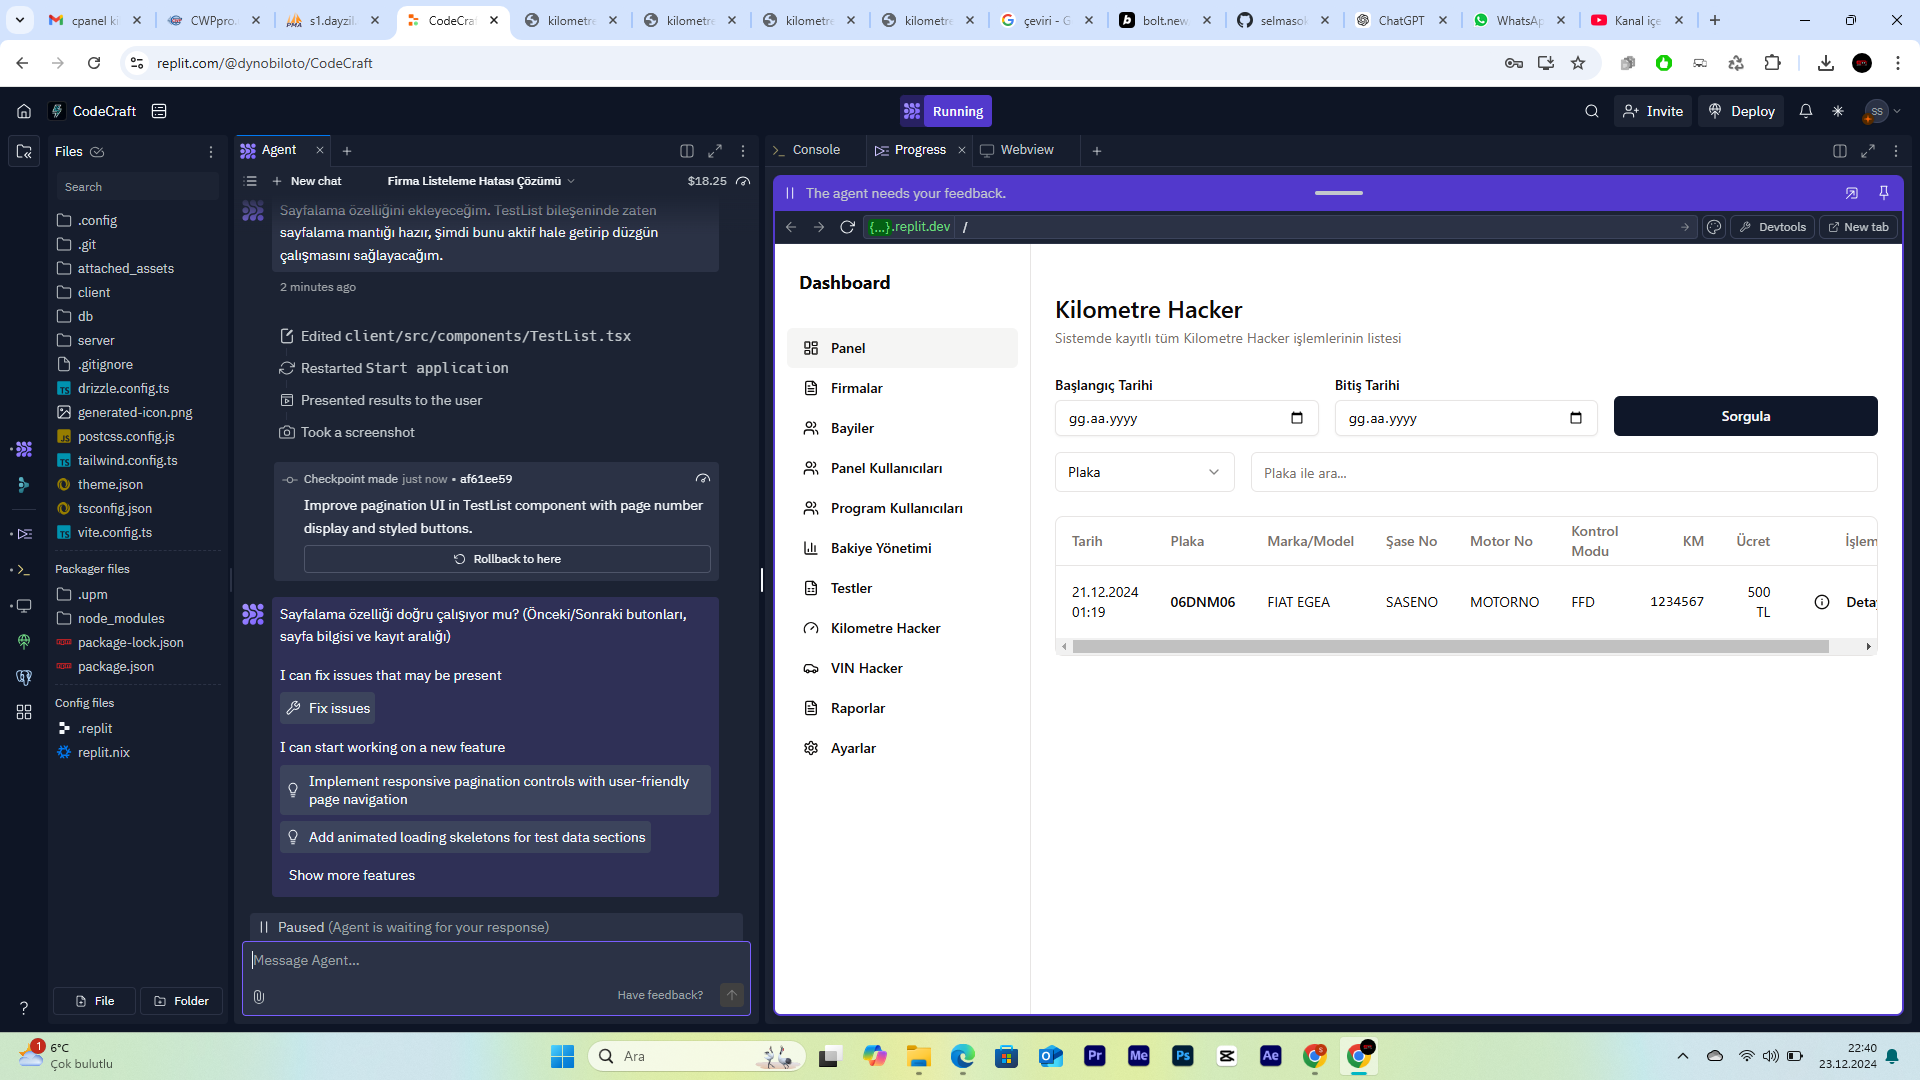 cpanel ki
CWPpro.
s1.dayzil
CodeCraft
kilometre
kilometre
kilometre
kilometre
çeviri - G
bolt.new
selmasol
ChatGPT
WhatsAp
Kanal içe
replit.com/@dynobiloto/CodeCraft
CodeCraft
Running
Invite
Deploy
SS
Files
Search
.config
.git
attached_assets
client
db
server
.gitignore
drizzle.config.ts
generated-icon.png
postcss.config.js
tailwind.config.ts
theme.json
tsconfig.json
vite.config.ts
Packager files
.upm
node_modules
package-lock.json
package.json
Config files
.replit
replit.nix
File
Folder
Agent
New chat
Firma Listeleme Hatası Çözümü
$18.25
Sayfalama özelliğini ekleyeceğim. TestList bileşeninde zaten
sayfalama mantığı hazır, şimdi bunu aktif hale getirip düzgün
çalışmasını sağlayacağım.
2 minutes ago
Edited client/src/components/TestList.tsx
Restarted Start application
Presented results to the user
Took a screenshot
Checkpoint made just now • af61ee59
Improve pagination UI in TestList component with page number
display and styled buttons.
Rollback to here
Sayfalama özelliği doğru çalışıyor mu? (Önceki/Sonraki butonları,
sayfa bilgisi ve kayıt aralığı)
I can fix issues that may be present
Fix issues
I can start working on a new feature
Implement responsive pagination controls with user-friendly
page navigation
Add animated loading skeletons for test data sections
Show more features
Paused (Agent is waiting for your response)
Message Agent...
Have feedback?
Console
Progress
Webview
The agent needs your feedback.
{...}.replit.dev
/
Devtools
New tab
Dashboard
Panel
Firmalar
Bayiler
Panel Kullanıcıları
Program Kullanıcıları
Bakiye Yönetimi
Testler
Kilometre Hacker
VIN Hacker
Raporlar
Ayarlar
Kilometre Hacker
Sistemde kayıtlı tüm Kilometre Hacker işlemlerinin listesi
Başlangıç Tarihi
Bitiş Tarihi
gg.aa.yyyy
gg.aa.yyyy
Sorgula
Plaka
Plaka ile ara...
Tarih
Plaka
Marka/Model
Şase No
Motor No
Kontrol
Modu
KM
Ücret
İşlem
21.12.2024
01:19
06DNM06
FIAT EGEA
SASENO
MOTORNO
FFD
1234567
500
TL
Deta
1
6°C
Çok bulutlu
Ara
Pr
Me
Ps
Ae
22:40
23.12.2024